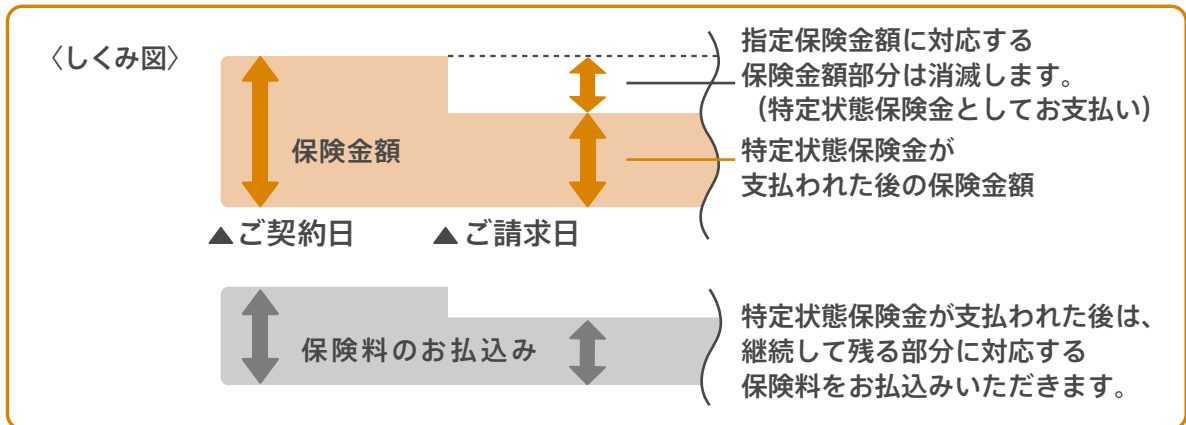 〈しくみ図〉
指定保険金額に対応する
保険金額部分は消滅します。
(特定状態保険金としてお支払い)
保険金額
特定状態保険金が
支払われた後の保険金額
▲ご契約日
▲ご請求日
保険料のお払込み
特定状態保険金が支払われた後は、
継続して残る部分に対応する
保険料をお払込みいただきます。